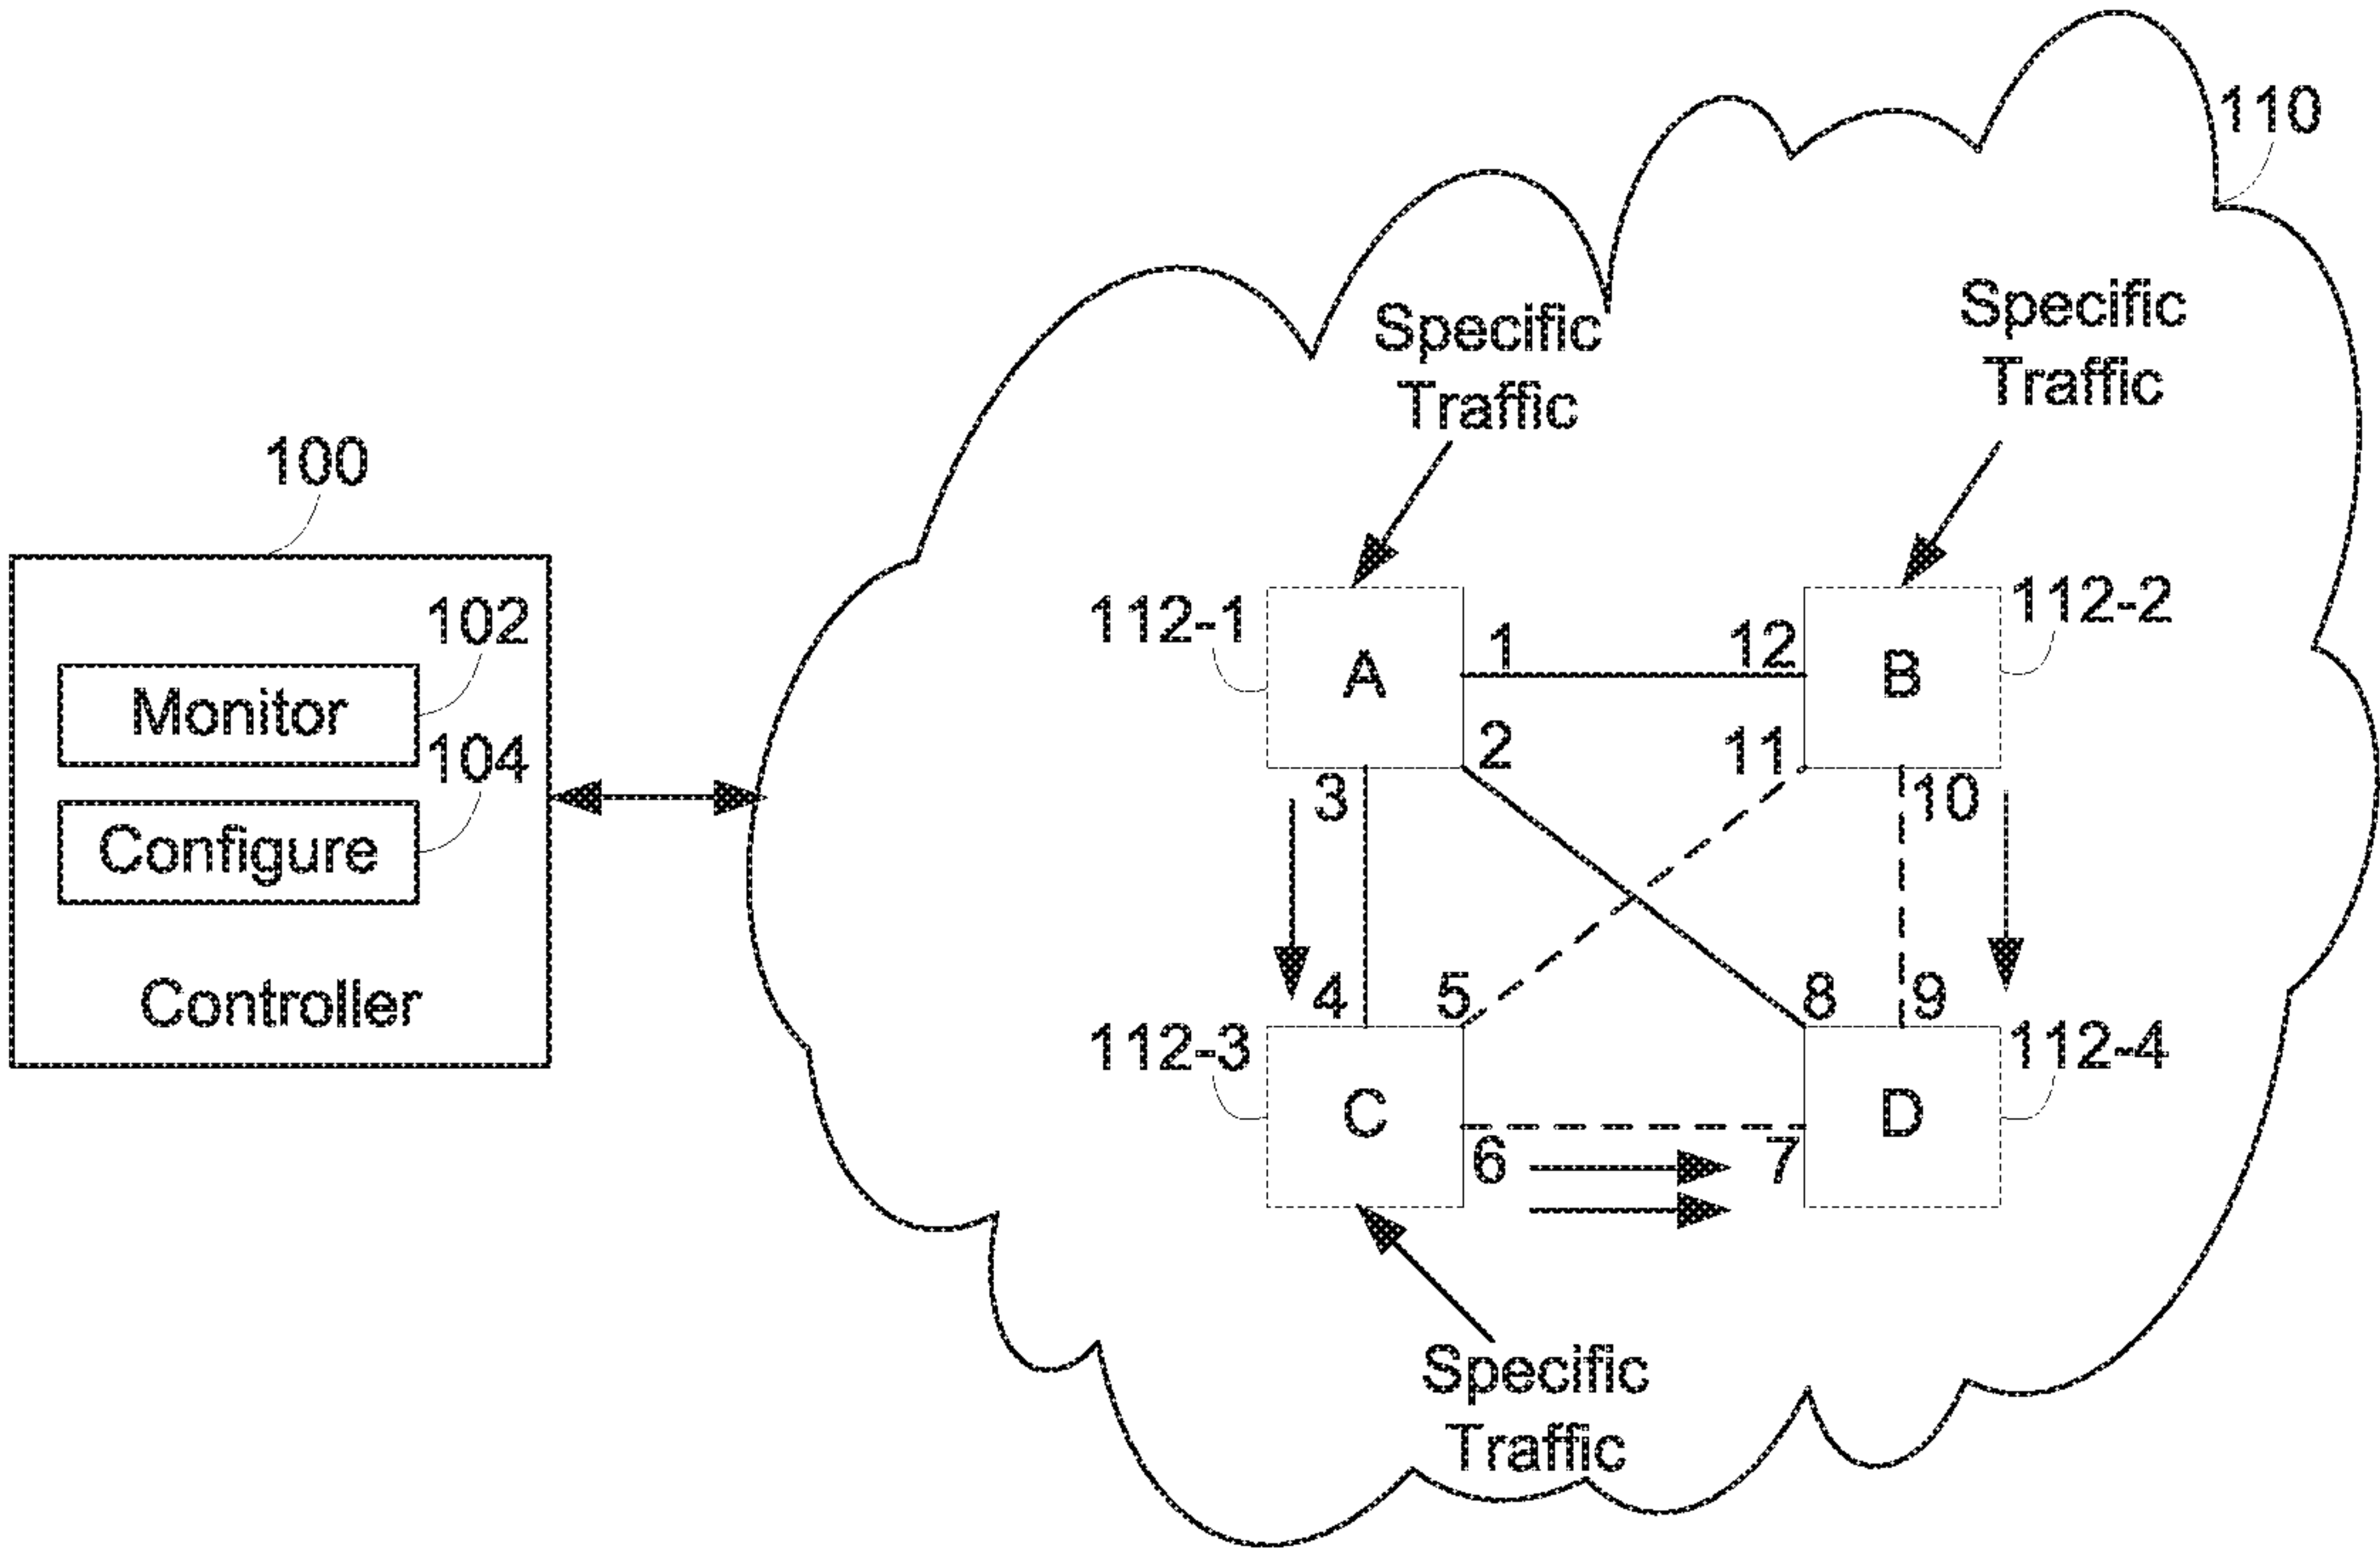 110
Specific
Traffic
Specific
Traffic
100
102
Monitor
104
Configure
Controller
112-1
A
1
12
B
112-2
2
11
3
10
4
5
8
9
112-3
C
D
112-4
6
7
Specific
Traffic